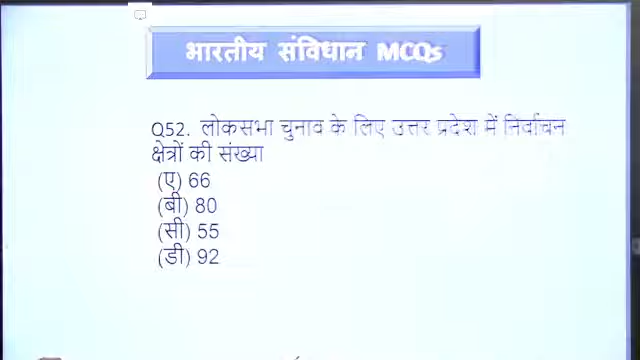 भारतीय संविधान MCQs
Q52. लोकसभा चुनाव के लिए उत्तर प्रदेश में निर्वाचन
क्षेत्रों की संख्या
(ए) 66
(बी) 80
(सी) 55
(डी) 92